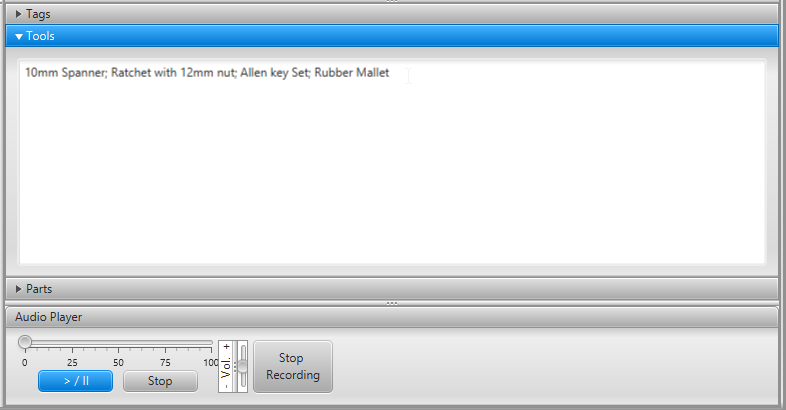 Tags
Tools
10mm Spanner; Ratchet with 12mm nut; Allen key Set; Rubber Mallet
Parts
Audio Player
0 25 50 75 100
- Vol. +
> / II
Stop
Stop
Recording